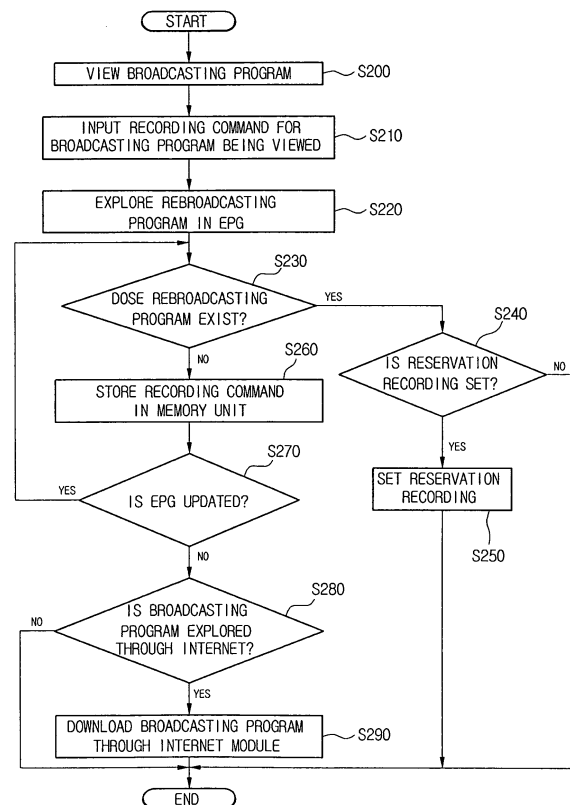 START
VIEW BROADCASTING PROGRAM
S200
INPUT RECORDING COMMAND FOR
BROADCASTING PROGRAM BEING VIEWED
S210
EXPLORE REBROADCASTING
PROGRAM IN EPG
S220
S230
DOSE REBROADCASTING
PROGRAM EXIST?
YES
NO
S240
IS RESERVATION
RECORDING SET?
NO
YES
S260
STORE RECORDING COMMAND
IN MEMORY UNIT
SET RESERVATION
RECORDING
S250
S270
IS EPG UPDATED?
YES
NO
S280
IS BROADCASTING
PROGRAM EXPLORED
THROUGH INTERNET?
NO
YES
DOWNLOAD BROADCASTING PROGRAM
THROUGH INTERNET MODULE
S290
END